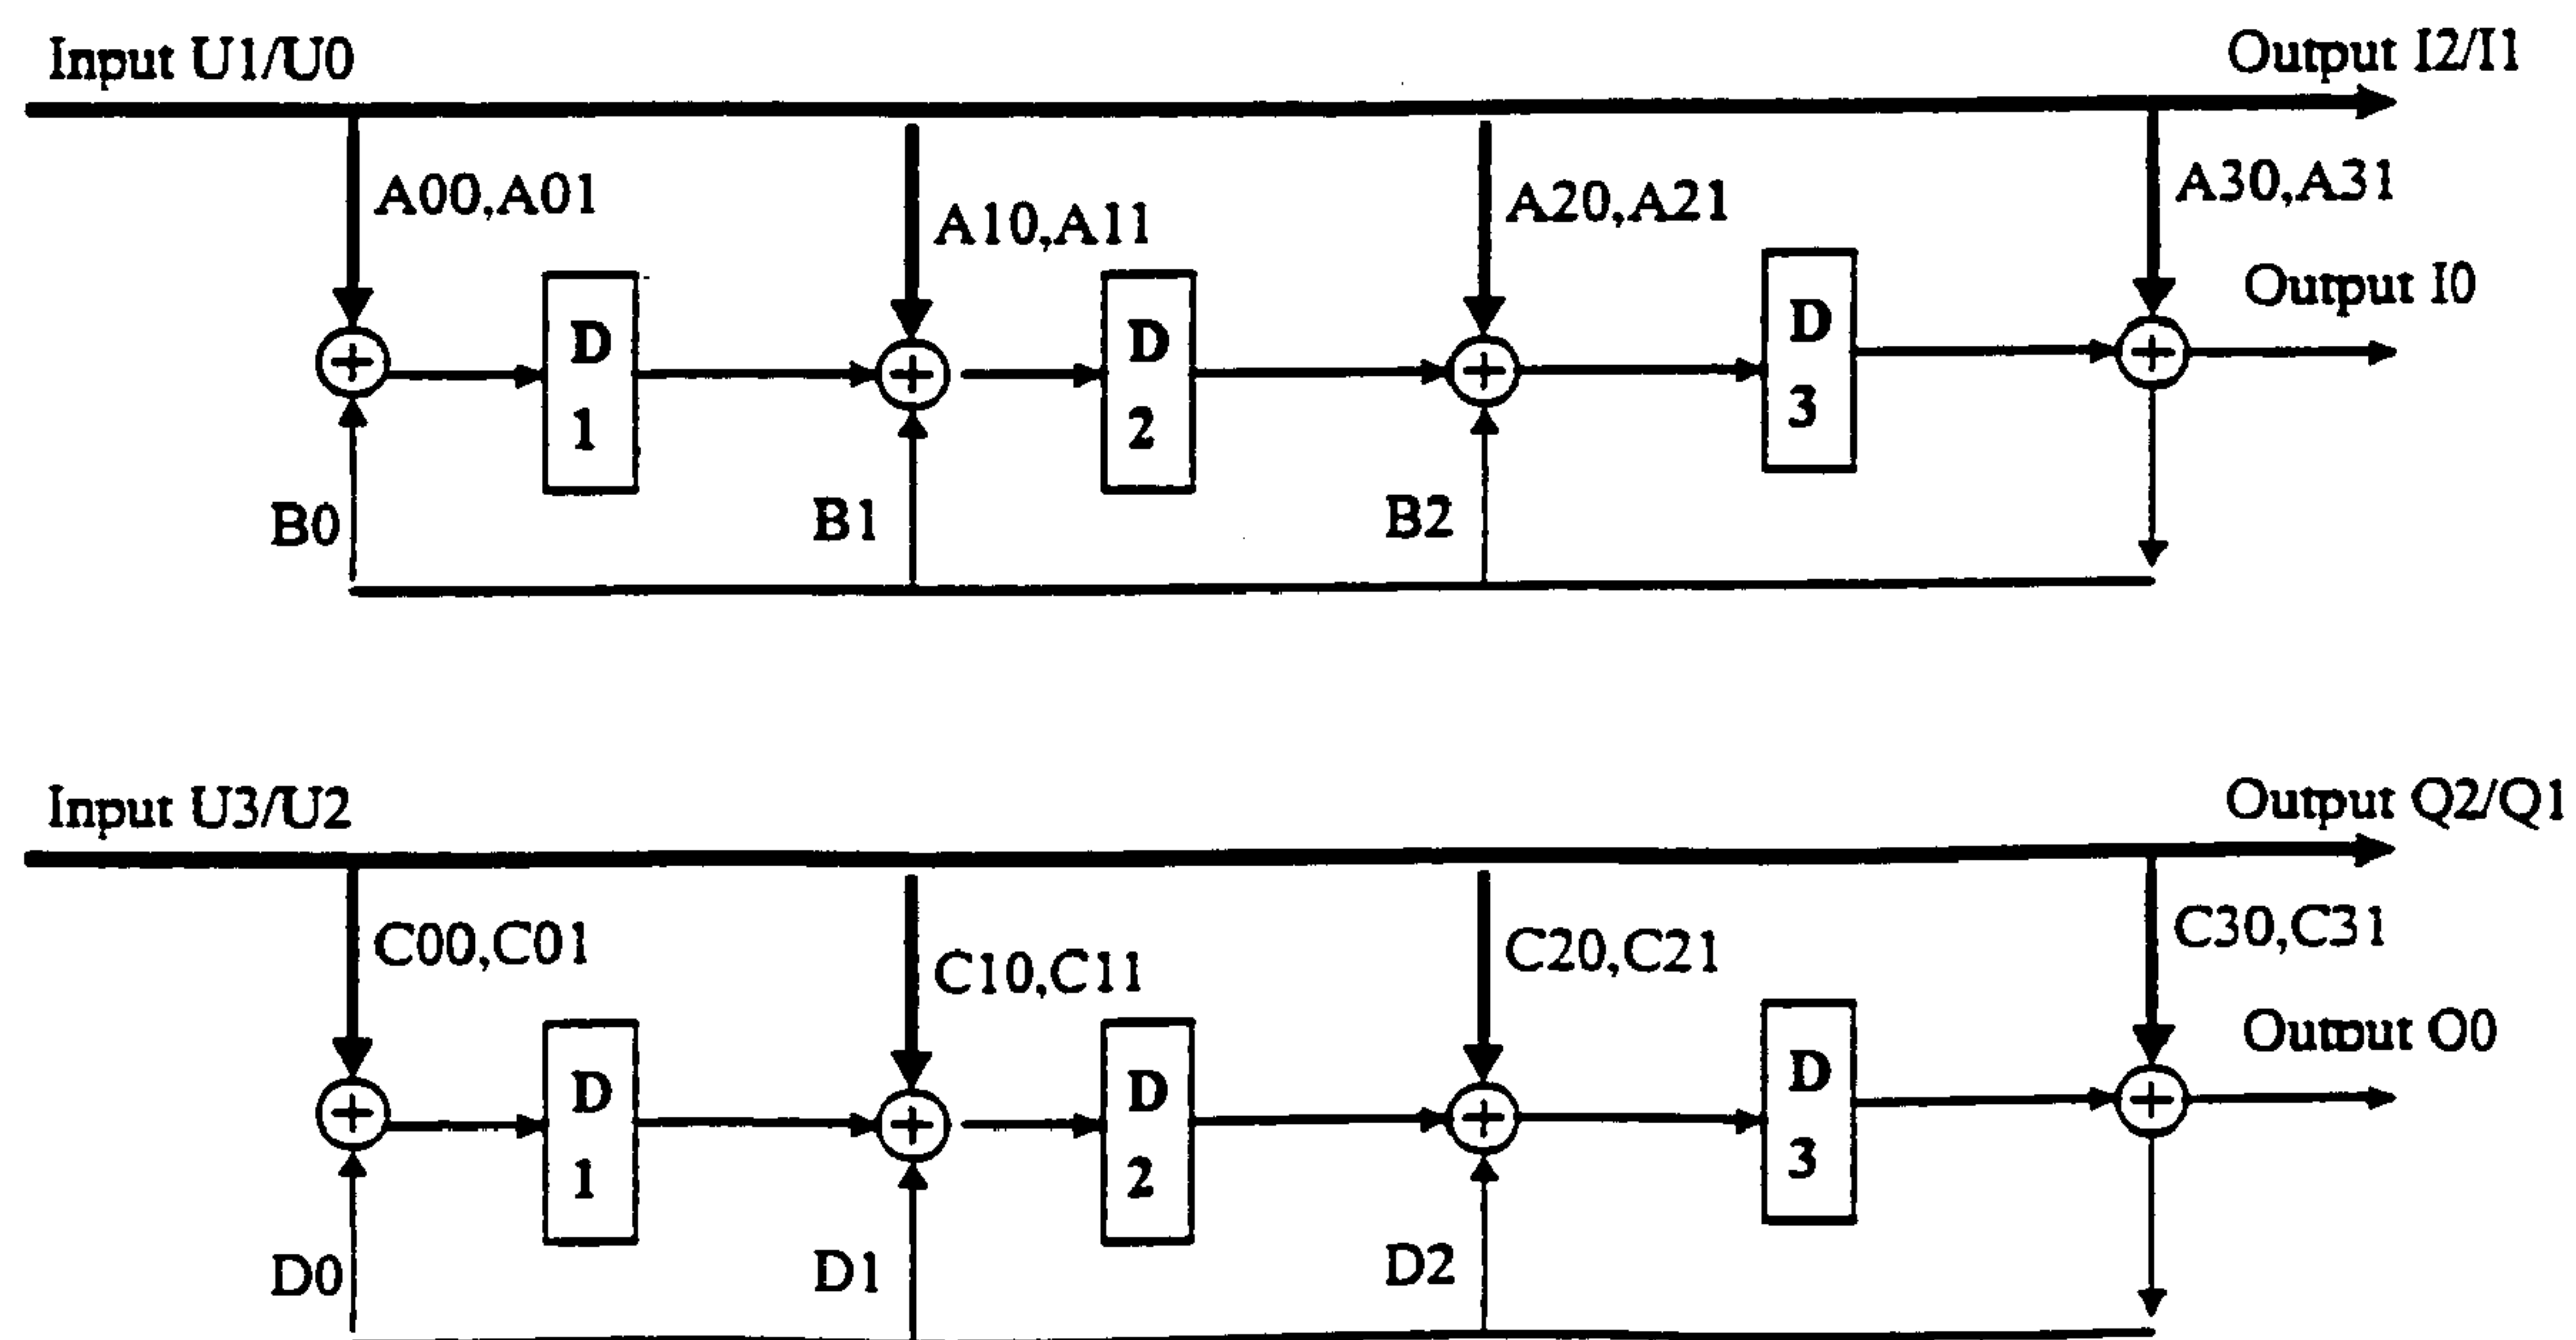 Input U1/U0
Output I2/I1
A00,A01
A10,A11
A20,A21
A30,A31
Output I0
D
1
D
2
D
3
B0
B1
B2
Input U3/U2
Output Q2/Q1
C00,C01
C10,C11
C20,C21
C30,C31
Output O0
D
1
D
2
D
3
D0
D1
D2